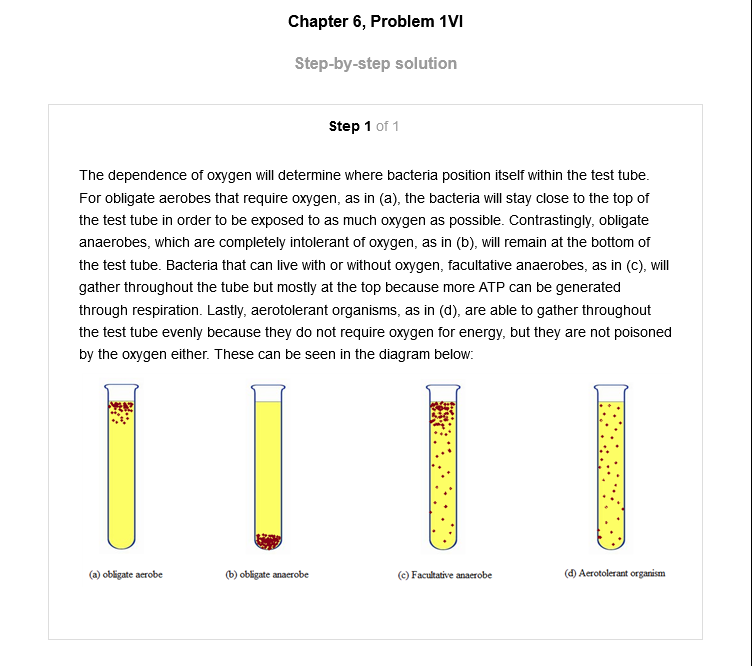 Chapter 6, Problem 1VI
Step-by-step solution
Step 1 of 1
The dependence of oxygen will determine where bacteria position itself within the test tube.
For obligate aerobes that require oxygen, as in (a), the bacteria will stay close to the top of
the test tube in order to be exposed to as much oxygen as possible. Contrastingly, obligate
anaerobes, which are completely intolerant of oxygen, as in (b), will remain at the bottom of
the test tube. Bacteria that can live with or without oxygen, facultative anaerobes, as in (c), will
gather throughout the tube but mostly at the top because more ATP can be generated
through respiration. Lastly, aerotolerant organisms, as in (d), are able to gather throughout
the test tube evenly because they do not require oxygen for energy, but they are not poisoned
by the oxygen either. These can be seen in the diagram below:
(a) obligate aerobe
(b) obligate anaerobe
(c) Facultative anaerobe
(d) Aerotolerant organism